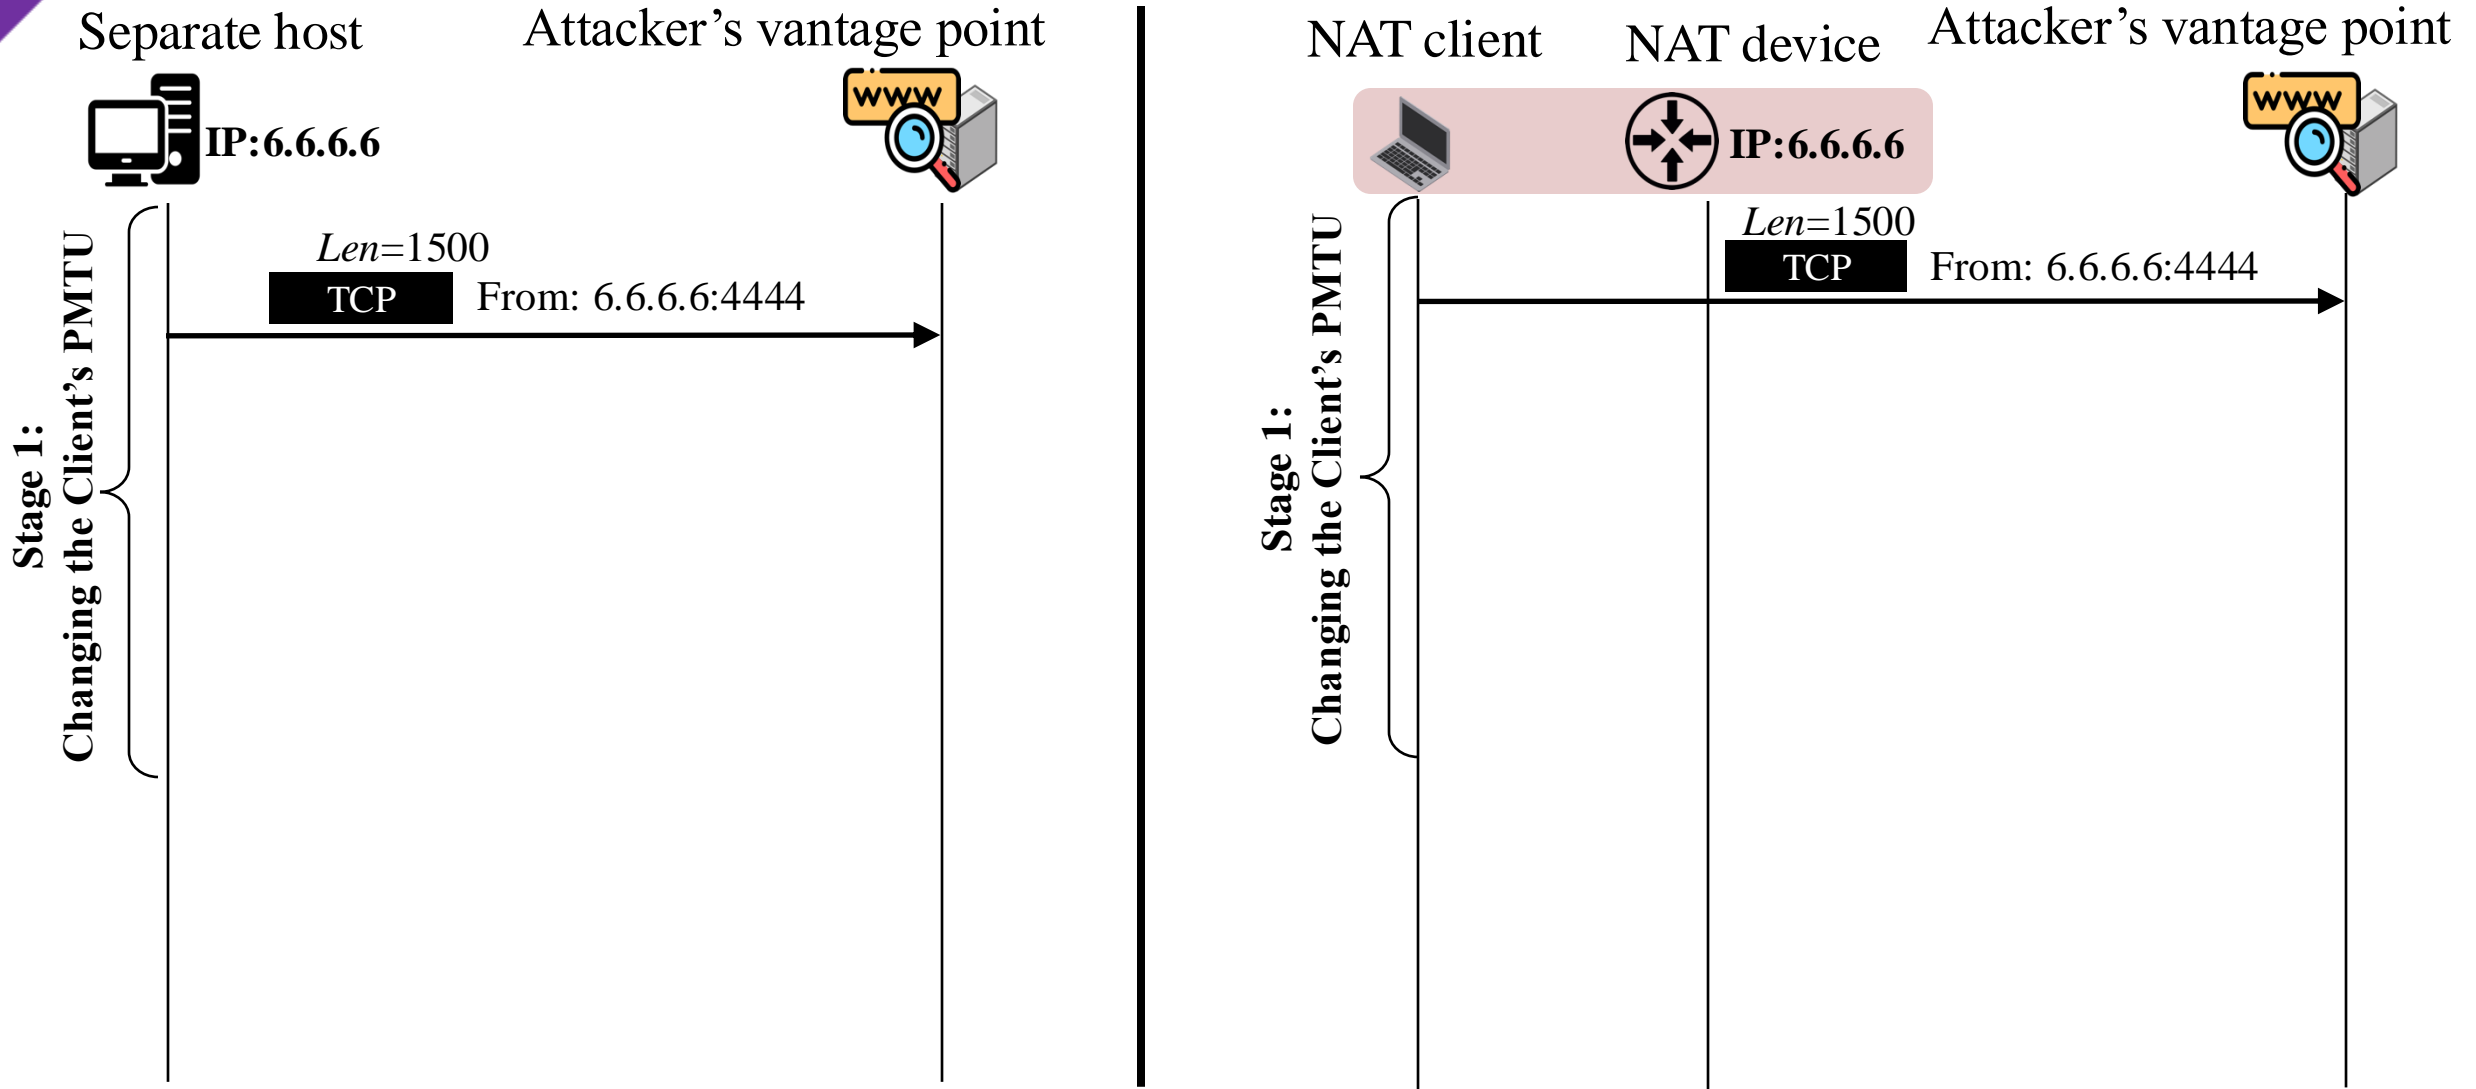 Separate host
Attacker’s vantage point
WWW
IP:6.6.6.6
Len=1500
TCP
From: 6.6.6.6:4444
Stage 1:
Changing the Client’s PMTU
NAT client
NAT device
Attacker’s vantage point
WWW
IP:6.6.6.6
Len=1500
TCP
From: 6.6.6.6:4444
Stage 1:
Changing the Client’s PMTU